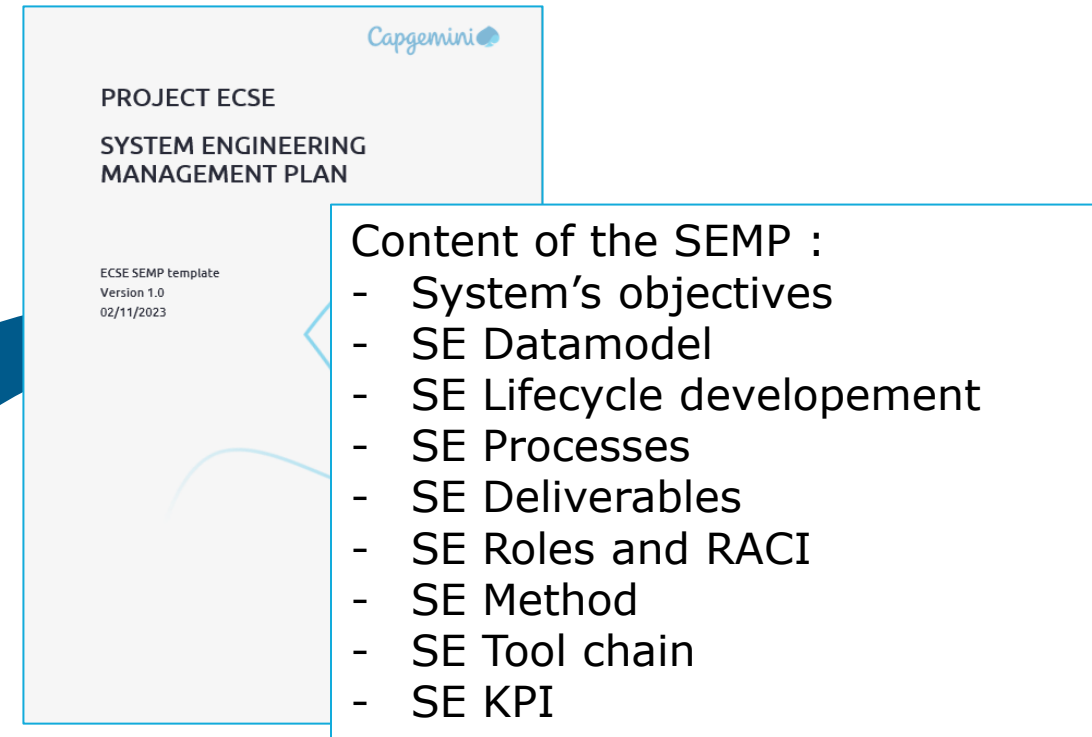 Capgemini
PROJECT ECSE
SYSTEM ENGINEERING
MANAGEMENT PLAN
ECSE SEMP template
Version 1.0
02/11/2023
Content of the SEMP :
- System’s objectives
- SE Datamodel
- SE Lifecycle developement
- SE Processes
- SE Deliverables
- SE Roles and RACI
- SE Method
- SE Tool chain
- SE KPI